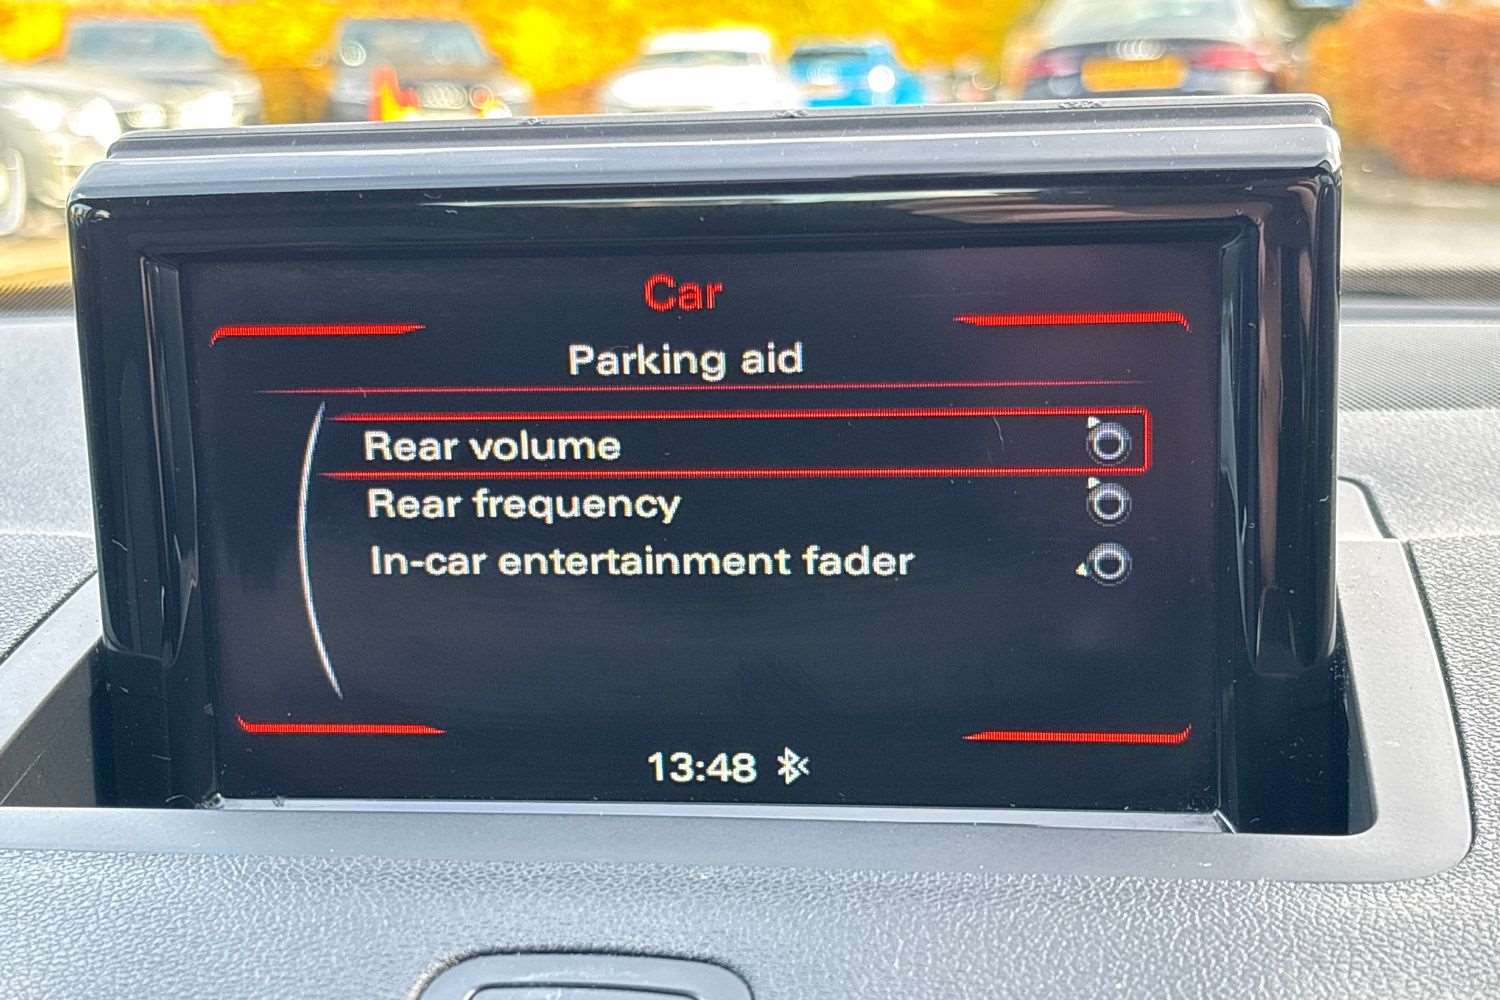 Car
Parking aid
Rear volume
Rear frequency
In-car entertainment fader
13:48